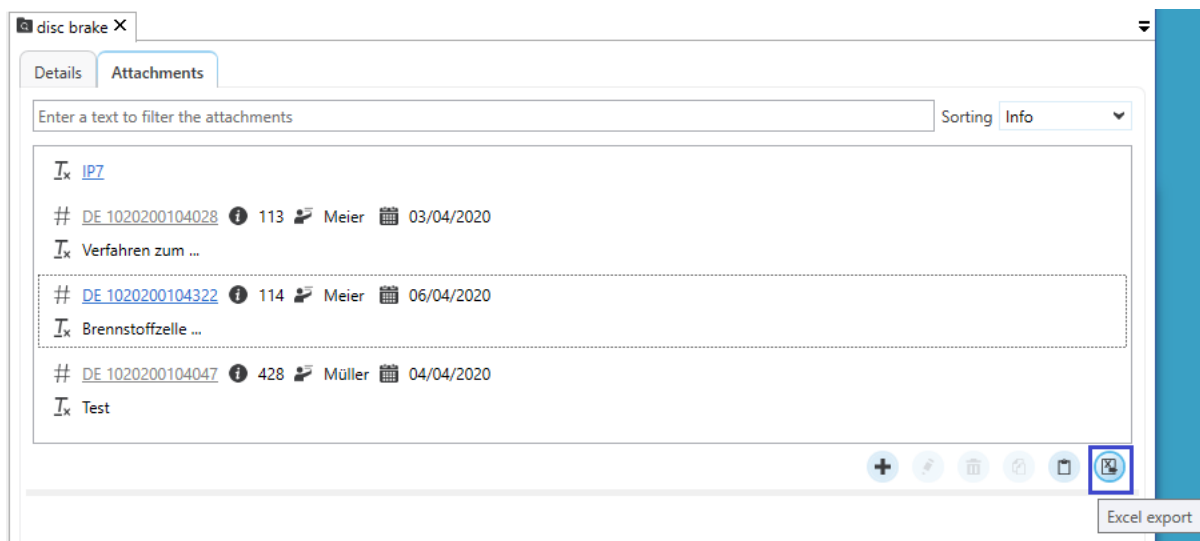 disc brake
Details Attachments
Enter a text to filter the attachments Sorting Info
IP7
# DE 1020200104028 113 Meier 03/04/2020
Verfahren zum ...
# DE 1020200104322 114 Meier 06/04/2020
Brennstoffzelle ...
# DE 1020200104047 428 Müller 04/04/2020
Test
Excel export